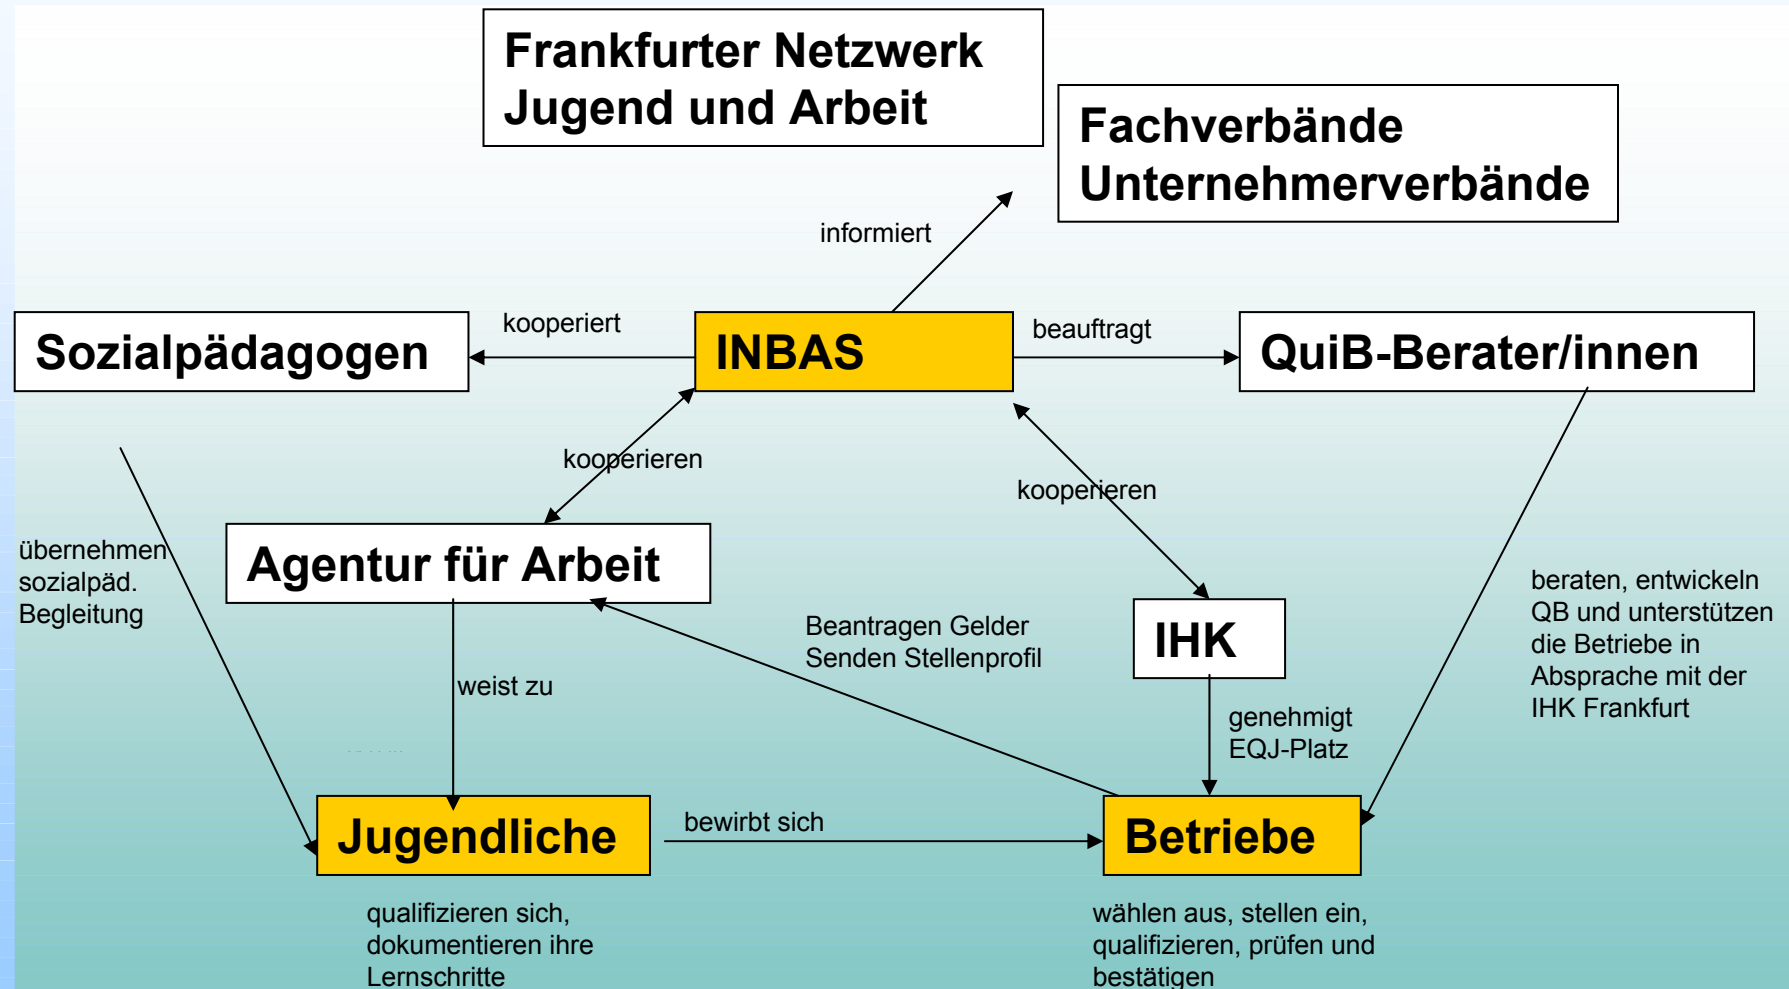 Frankfurter Netzwerk
Jugend und Arbeit
Fachverbände
Unternehmerverbände
informiert
Sozialpädagogen
kooperiert
INBAS
beauftragt
QuiB-Berater/innen
kooperieren
kooperieren
übernehmen
sozialpäd.
Begleitung
Agentur für Arbeit
Beantragen Gelder
Senden Stellenprofil
IHK
beraten, entwickeln
QB und unterstützen
die Betriebe in
Absprache mit der
IHK Frankfurt
weist zu
genehmigt
EQJ-Platz
Jugendliche
bewirbt sich
Betriebe
qualifizieren sich,
dokumentieren ihre
Lernschritte
wählen aus, stellen ein,
qualifizieren, prüfen und
bestätigen